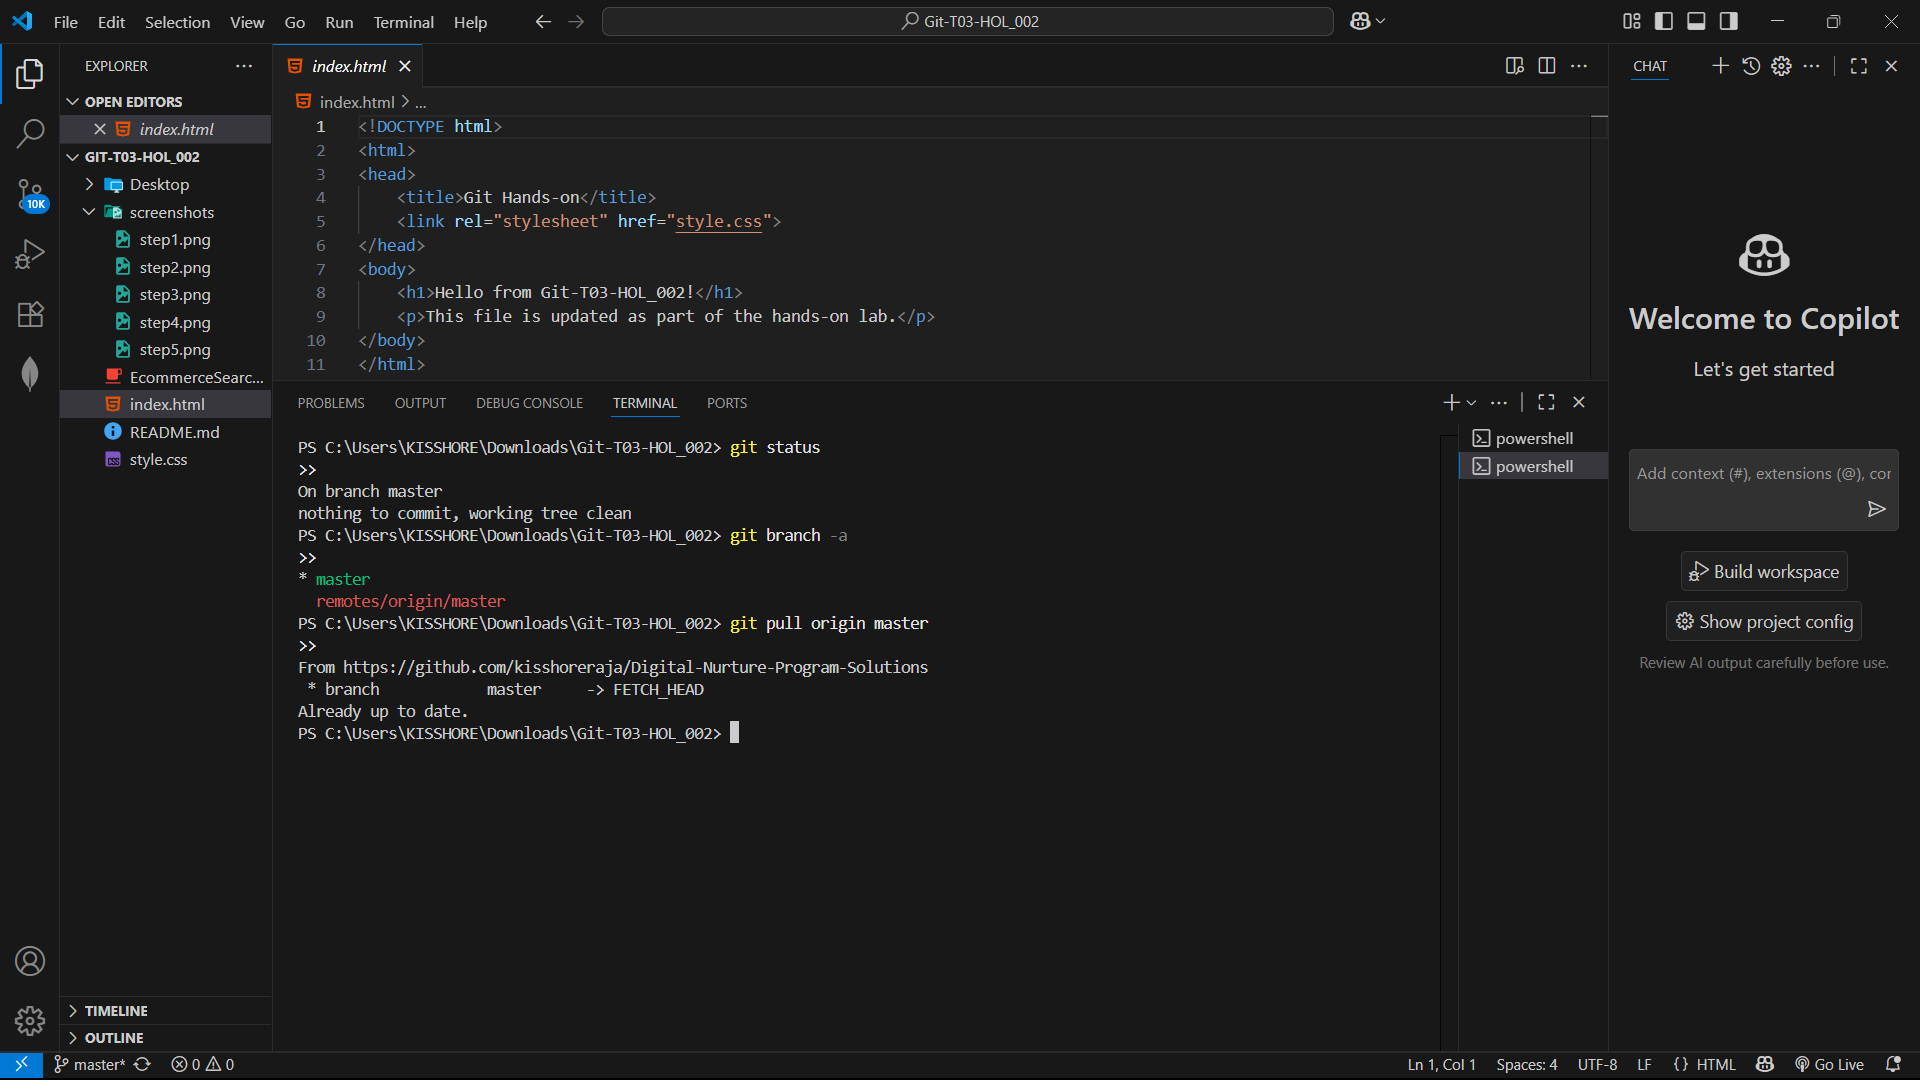 File Edit Selection View Go Run Terminal Help
Git-T03-HOL_002
EXPLORER
OPEN EDITORS
index.html
GIT-T03-HOL_002
Desktop
screenshots
step1.png
step2.png
step3.png
step4.png
step5.png
EcommerceSearc...
index.html
README.md
style.css
TIMELINE
OUTLINE
10K
index.html
index.html > ...
1 <!DOCTYPE html>
2 <html>
3 <head>
4 <title>Git Hands-on</title>
5 <link rel="stylesheet" href="style.css">
6 </head>
7 <body>
8 <h1>Hello from Git-T03-HOL_002!</h1>
9 <p>This file is updated as part of the hands-on lab.</p>
10 </body>
11 </html>
PROBLEMS OUTPUT DEBUG CONSOLE TERMINAL PORTS
PS C:\Users\KISSHORE\Downloads\Git-T03-HOL_002> git status
>>
On branch master
nothing to commit, working tree clean
PS C:\Users\KISSHORE\Downloads\Git-T03-HOL_002> git branch -a
>>
* master
remotes/origin/master
PS C:\Users\KISSHORE\Downloads\Git-T03-HOL_002> git pull origin master
>>
From https://github.com/kisshoreraja/Digital-Nurture-Program-Solutions
* branch master -> FETCH_HEAD
Already up to date.
PS C:\Users\KISSHORE\Downloads\Git-T03-HOL_002>
powershell
powershell
CHAT
Welcome to Copilot
Let's get started
Add context (#), extensions (@), cor
Build workspace
Show project config
Review AI output carefully before use.
master* 0 0
Ln 1, Col 1 Spaces: 4 UTF-8 LF {} HTML Go Live